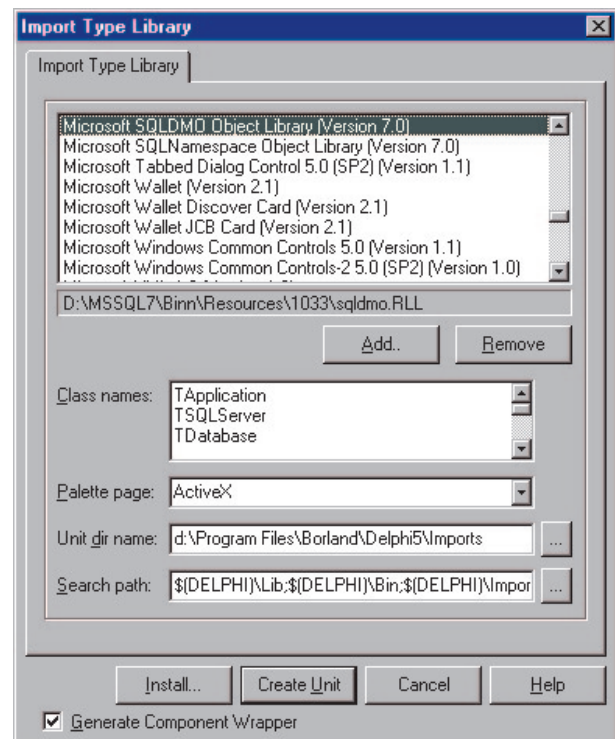 Import Type Library
Import Type Library
Microsoft SQLDMO Object Library (Version 7.0)
Microsoft SQLNamespace Object Library (Version 7.0)
Microsoft Tabbed Dialog Control 5.0 (SP2) (Version 1.1)
Microsoft Wallet (Version 2.1)
Microsoft Wallet Discover Card (Version 2.1)
Microsoft Wallet JCB Card (Version 2.1)
Microsoft Windows Common Controls 5.0 (Version 1.1)
Microsoft Windows Common Controls-2 5.0 (SP2) (Version 1.0)
D:\MSSQL7\Binn\Resources\1033\sqldmo.RLL
Add..
Remove
Class names:
TApplication
TSQLServer
TDatabase
Palette page:
ActiveX
Unit dir name:
d:\Program Files\Borland\Delphi5\Imports
...
Search path:
$(DELPHI)\Lib;$(DELPHI)\Bin;$(DELPHI)\Impor
...
Install...
Create Unit
Cancel
Help
Generate Component Wrapper